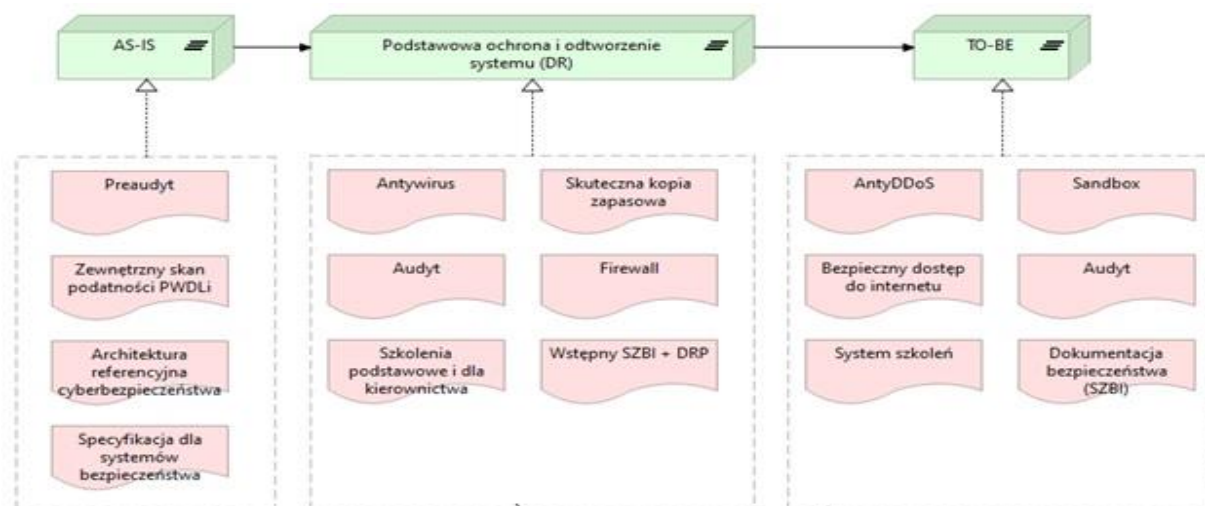 AS-IS
Podstawowa ochrona i odtworzenie
systemu (DR)
TO-BE
Preaudyt
Zewnętrzny skan
podatności PWDLi
Architektura
referencyjna
cyberbezpieczeństwa
Specyfikacja dla
systemów
bezpieczeństwa
Antywirus
Skuteczna kopia
zapasowa
Audyt
Firewall
Szkolenia
podstawowe i dla
kierownictwa
Wstępny SZBI + DRP
AntyDDoS
Sandbox
Bezpieczny dostęp
do internetu
Audyt
System szkoleń
Dokumentacja
bezpieczeństwa
(SZBI)